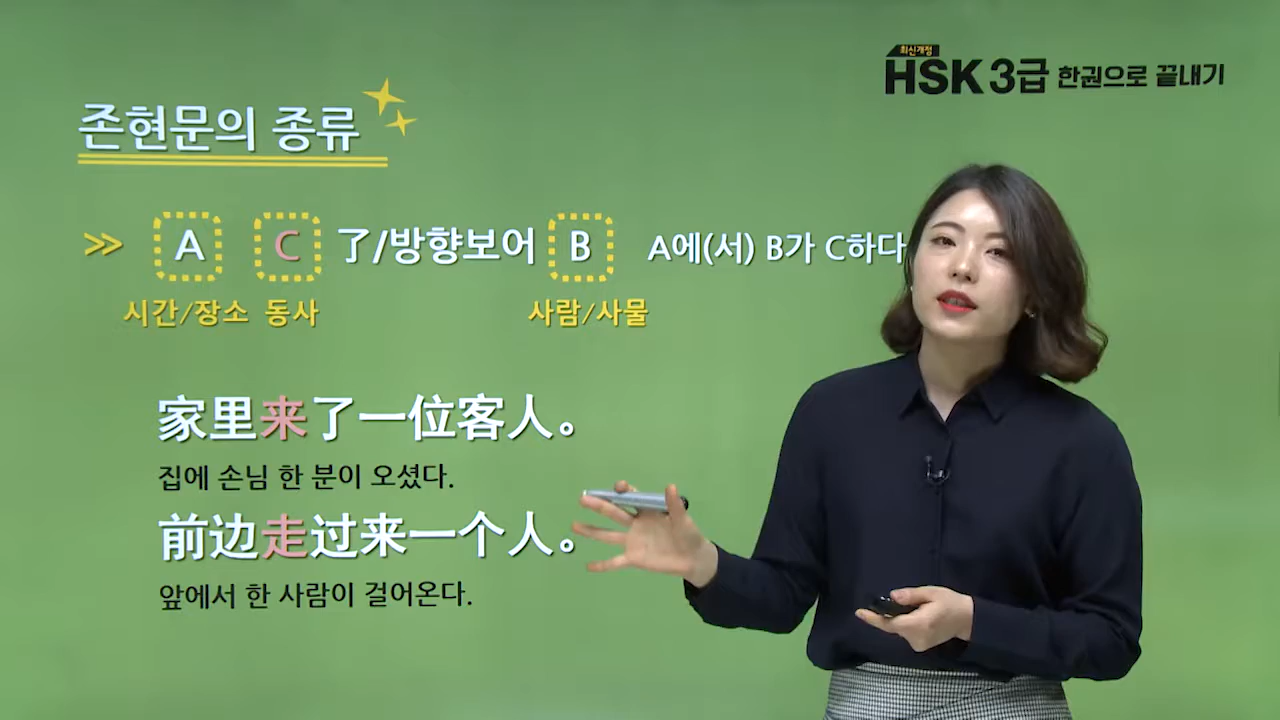 최신개정
HSK 3급 한권으로 끝내기
존현문의 종류
A C 了/방향보어 B A에(서) B가 C하다
시간/장소 동사 사람/사물
家里来了一位客人。
집에 손님 한 분이 오셨다.
前边走过来一个人。
앞에서 한 사람이 걸어온다.